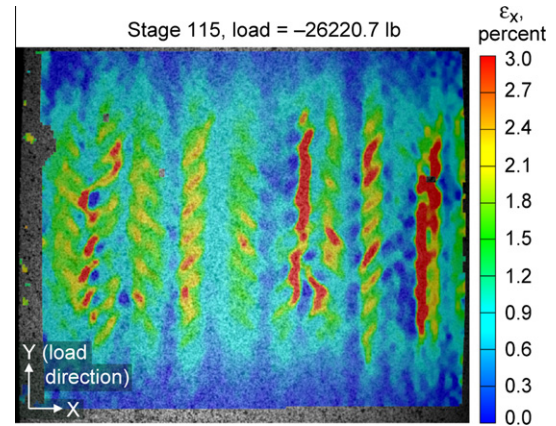 Stage 115, load = –26220.7 lb
εx,
percent
3.0
2.7
2.4
2.1
1.8
1.5
1.2
0.9
0.6
0.3
0.0
Y (load
direction)
X